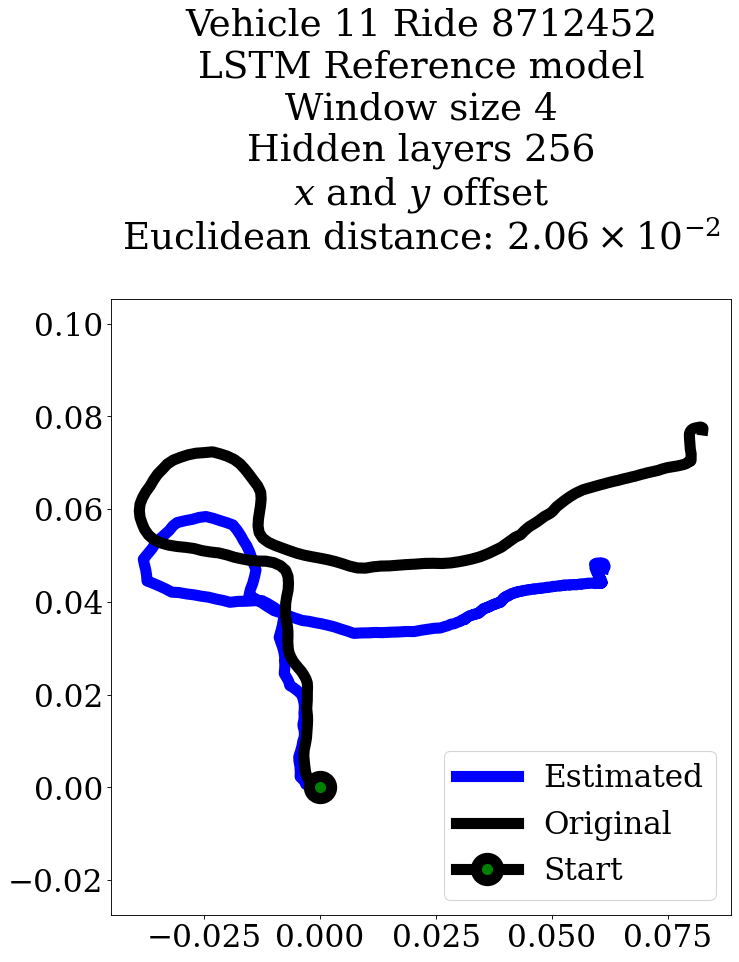 Vehicle 11 Ride 8712452
LSTM Reference model
Window size 4
Hidden layers 256
x and y offset
Euclidean distance: 2.06 × 10⁻²
0.10
0.08
0.06
0.04
0.02
0.00
−0.02
Estimated
Original
Start
−0.025 0.000 0.025 0.050 0.075